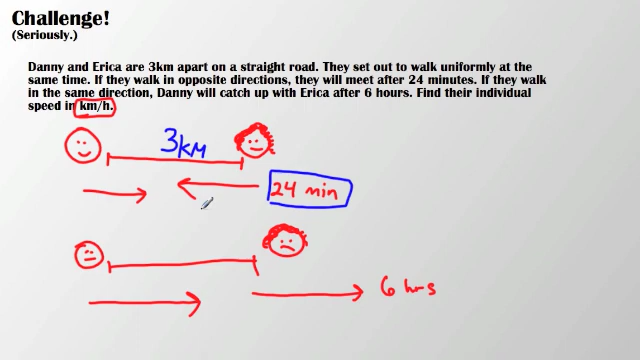 Challenge!
(Seriously.)
Danny and Erica are 3km apart on a straight road. They set out to walk uniformly at the
same time. If they walk in opposite directions, they will meet after 24 minutes. If they walk
in the same direction, Danny will catch up with Erica after 6 hours. Find their individual
speed in km/h.
3KM
24 min
6 hrs